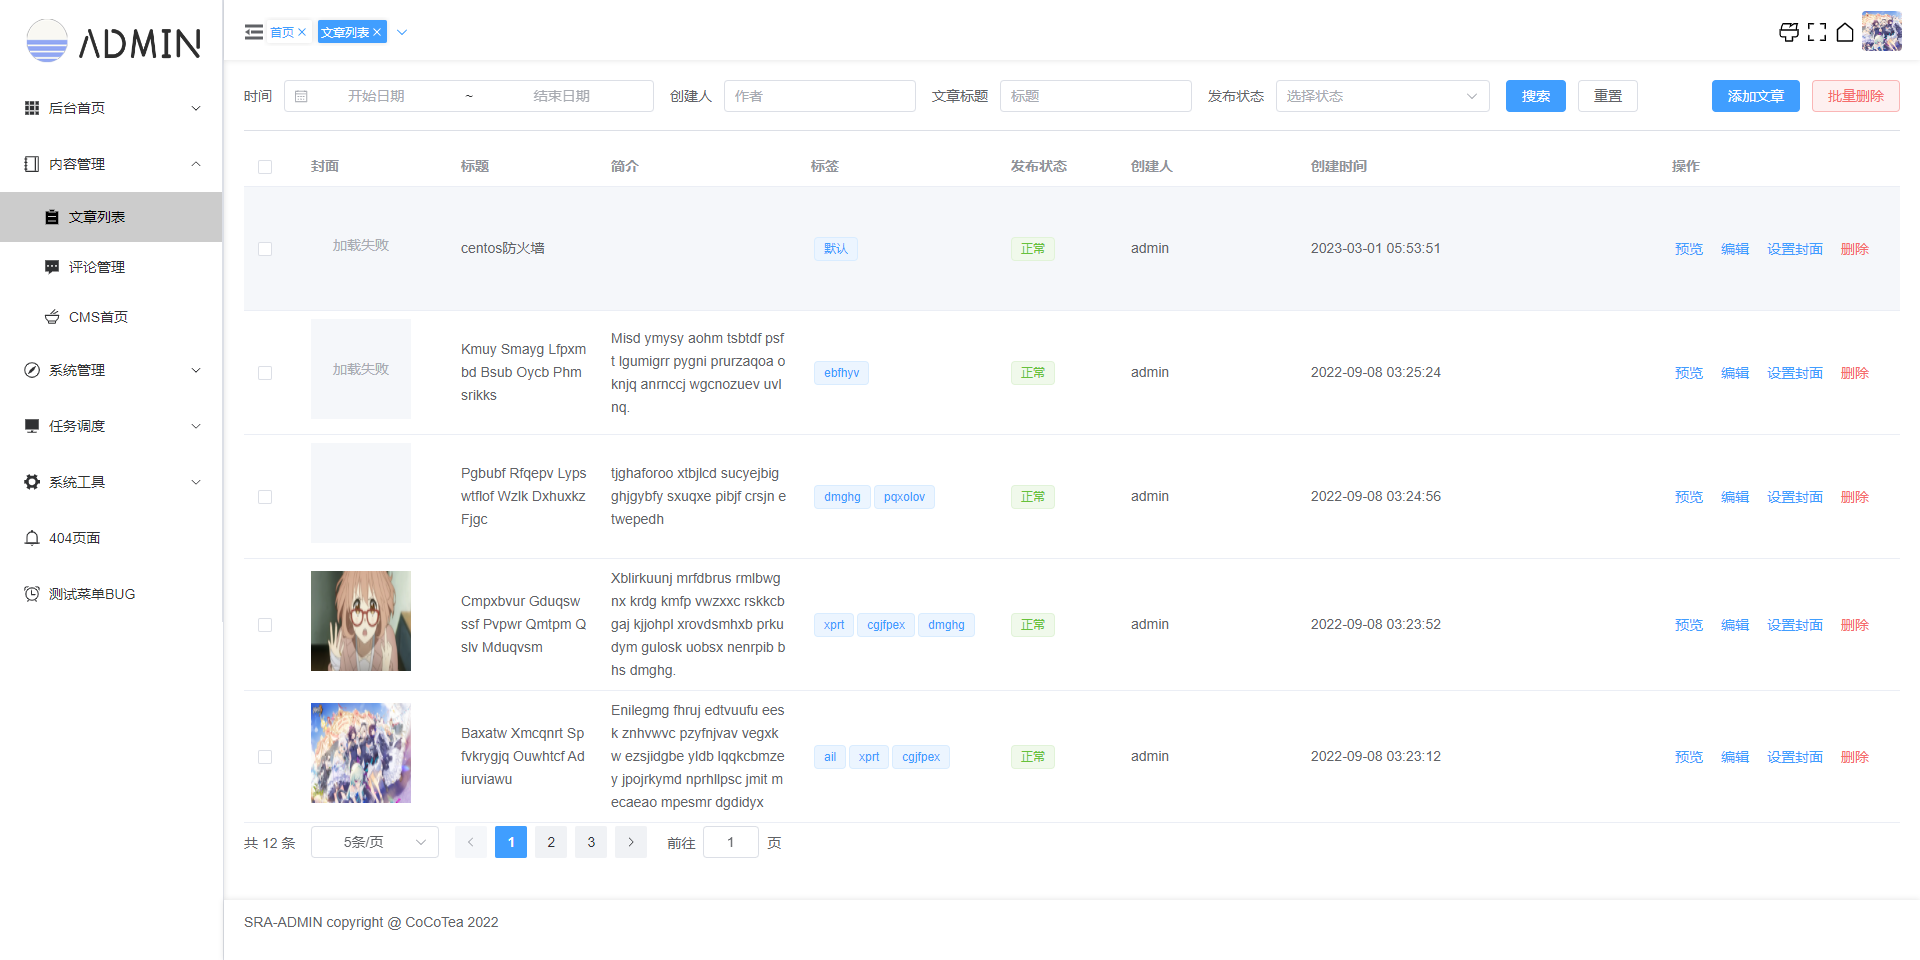 ADMIN
后台首页
内容管理
文章列表
评论管理
CMS首页
系统管理
任务调度
系统工具
404页面
测试菜单BUG
首页 文章列表
时间 开始日期 ~ 结束日期 创建人 作者 文章标题 标题 发布状态 选择状态 搜索 重置 添加文章 批量删除
封面 标题 简介 标签 发布状态 创建人 创建时间 操作
加载失败 centos防火墙 默认 正常 admin 2023-03-01 05:53:51 预览 编辑 设置封面 删除
加载失败
Kmuy Smayg Lfpxm
bd Bsub Oycb Phm
srikks
Misd ymysy aohm tsbtdf psf
t lgumigrr pygni prurzaqoa o
knjq anrnccj wgcnozuev uvl
nq.
ebfhyv 正常 admin 2022-09-08 03:25:24 预览 编辑 设置封面 删除
Pgbubf Rfqepv Lyps
wtflof Wzlk Dxhuxkz
Fjgc
tjghaforoo xtbjlcd sucyejbig
ghjgybfy sxuqxe pibjf crsjn e
twepedh
dmghg pqxolov 正常 admin 2022-09-08 03:24:56 预览 编辑 设置封面 删除
Cmpxbvur Gduqsw
ssf Pvpwr Qmtpm Q
slv Mduqvsm
Xblirkuunj mrfdbrus rmlbwg
nx krdg kmfp vwzxxc rskkcb
gaj kjjohpl xrovdsmhxb prku
dym gulosk uobsx nenrpib b
hs dmghg.
xprt cgjfpex dmghg 正常 admin 2022-09-08 03:23:52 预览 编辑 设置封面 删除
Baxatw Xmcqnrt Sp
fvkrygjq Ouwhtcf Ad
iurviawu
Enilegmg fhruj edtvuufu ees
k znhvwvc pzyfnjvav vegxk
w ezsjidgbe yldb lqqkcbmze
y jpojrkymd nprhllpsc jmit m
ecaeao mpesmr dgdidyx
ail xprt cgjfpex 正常 admin 2022-09-08 03:23:12 预览 编辑 设置封面 删除
共 12 条 5条/页 1 2 3 前往 1 页
SRA-ADMIN copyright @ CoCoTea 2022